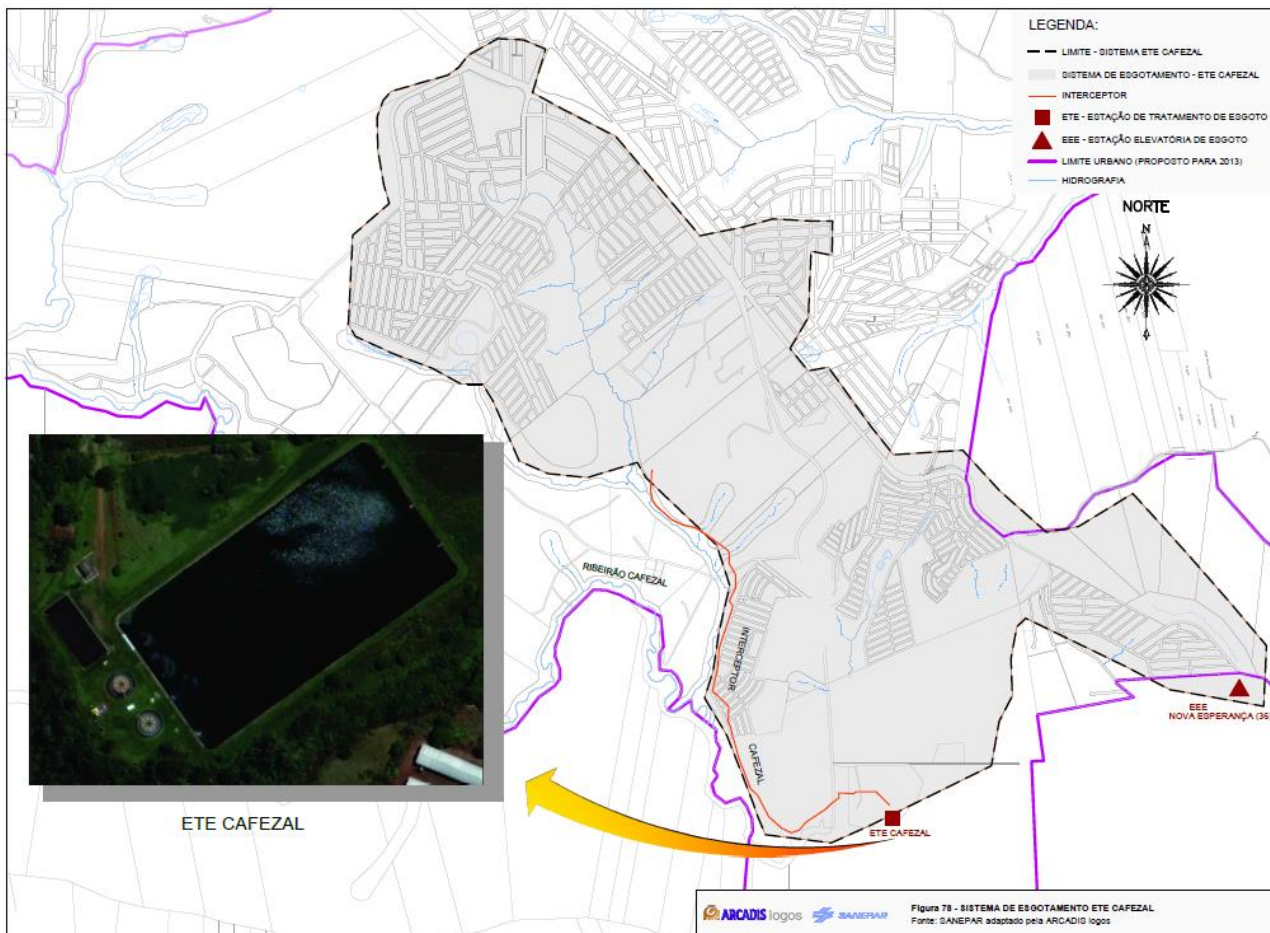 LEGENDA:
LIMITE - SISTEMA ETE CAFEZAL
SISTEMA DE ESGOTAMENTO - ETE CAFEZAL
INTERCEPTOR
ETE - ESTAÇÃO DE TRATAMENTO DE ESGOTO
EEE - ESTAÇÃO ELEVATÓRIA DE ESGOTO
LIMITE URBANO (PROPOSTO PARA 2013)
HIDROGRAFIA
NORTE
N
RIBEIRÃO CAFEZAL
INTERCEPTOR
CAFEZAL
EEE
NOVA ESPERANÇA (36)
ETE CAFEZAL
ETE CAFEZAL
ARCADIS logos
SANEPAR
Figura 78 - SISTEMA DE ESGOTAMENTO ETE CAFEZAL
Fonte: SANEPAR adaptado pela ARCADIS logos